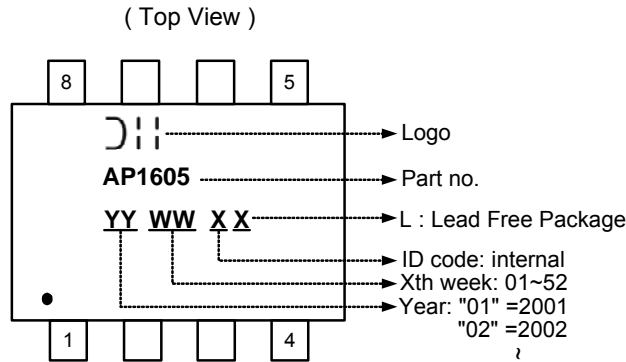 ( Top View )
8 5
Logo
AP1605 Part no.
YY WW X X L : Lead Free Package
ID code: internal
Xth week: 01~52
Year: "01" =2001
"02" =2002
~
1 4